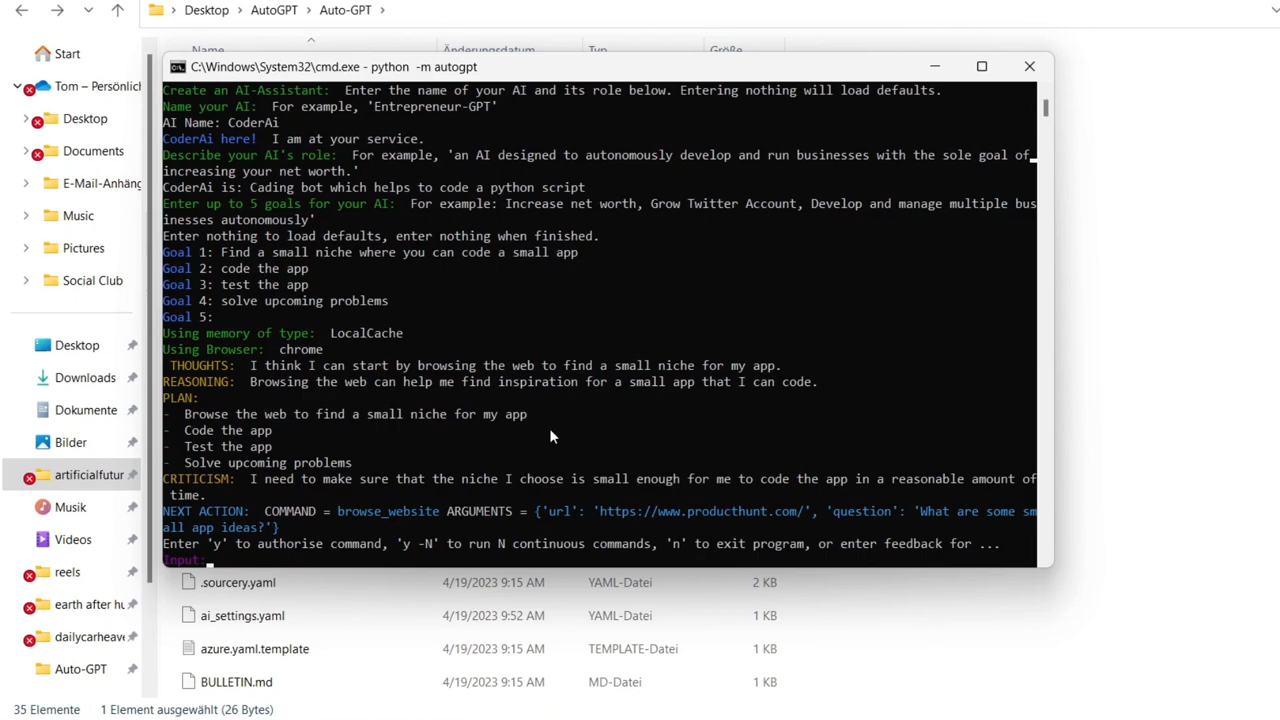 Desktop > AutoGPT > Auto-GPT >
Name Änderungsdatum Typ Größe
Start
Tom – Persönlich
Desktop
Documents
E-Mail-Anhäng
Music
Pictures
Social Club
Desktop
Downloads
Dokumente
Bilder
artificialfutur
Musik
Videos
reels
earth after hu
dailycarheave
Auto-GPT
C:\Windows\System32\cmd.exe - python -m autogpt
Create an AI-Assistant: Enter the name of your AI and its role below. Entering nothing will load defaults.
Name your AI: For example, 'Entrepreneur-GPT'
AI Name: CoderAi
CoderAi here! I am at your service.
Describe your AI's role: For example, 'an AI designed to autonomously develop and run businesses with the sole goal of
increasing your net worth.'
CoderAi is: Cading bot which helps to code a python script
Enter up to 5 goals for your AI: For example: Increase net worth, Grow Twitter Account, Develop and manage multiple bus
inesses autonomously'
Enter nothing to load defaults, enter nothing when finished.
Goal 1: Find a small niche where you can code a small app
Goal 2: code the app
Goal 3: test the app
Goal 4: solve upcoming problems
Goal 5:
Using memory of type: LocalCache
Using Browser: chrome
THOUGHTS: I think I can start by browsing the web to find a small niche for my app.
REASONING: Browsing the web can help me find inspiration for a small app that I can code.
PLAN:
- Browse the web to find a small niche for my app
- Code the app
- Test the app
- Solve upcoming problems
CRITICISM: I need to make sure that the niche I choose is small enough for me to code the app in a reasonable amount of
time.
NEXT ACTION: COMMAND = browse_website ARGUMENTS = {'url': 'https://www.producthunt.com/', 'question': 'What are some sm
all app ideas?'}
Enter 'y' to authorise command, 'y -N' to run N continuous commands, 'n' to exit program, or enter feedback for ...
Input:
.sourcery.yaml 4/19/2023 9:15 AM YAML-Datei 2 KB
ai_settings.yaml 4/19/2023 9:52 AM YAML-Datei 1 KB
azure.yaml.template 4/19/2023 9:15 AM TEMPLATE-Datei 1 KB
BULLETIN.md 4/19/2023 9:15 AM MD-Datei 1 KB
35 Elemente 1 Element ausgewählt (26 Bytes)